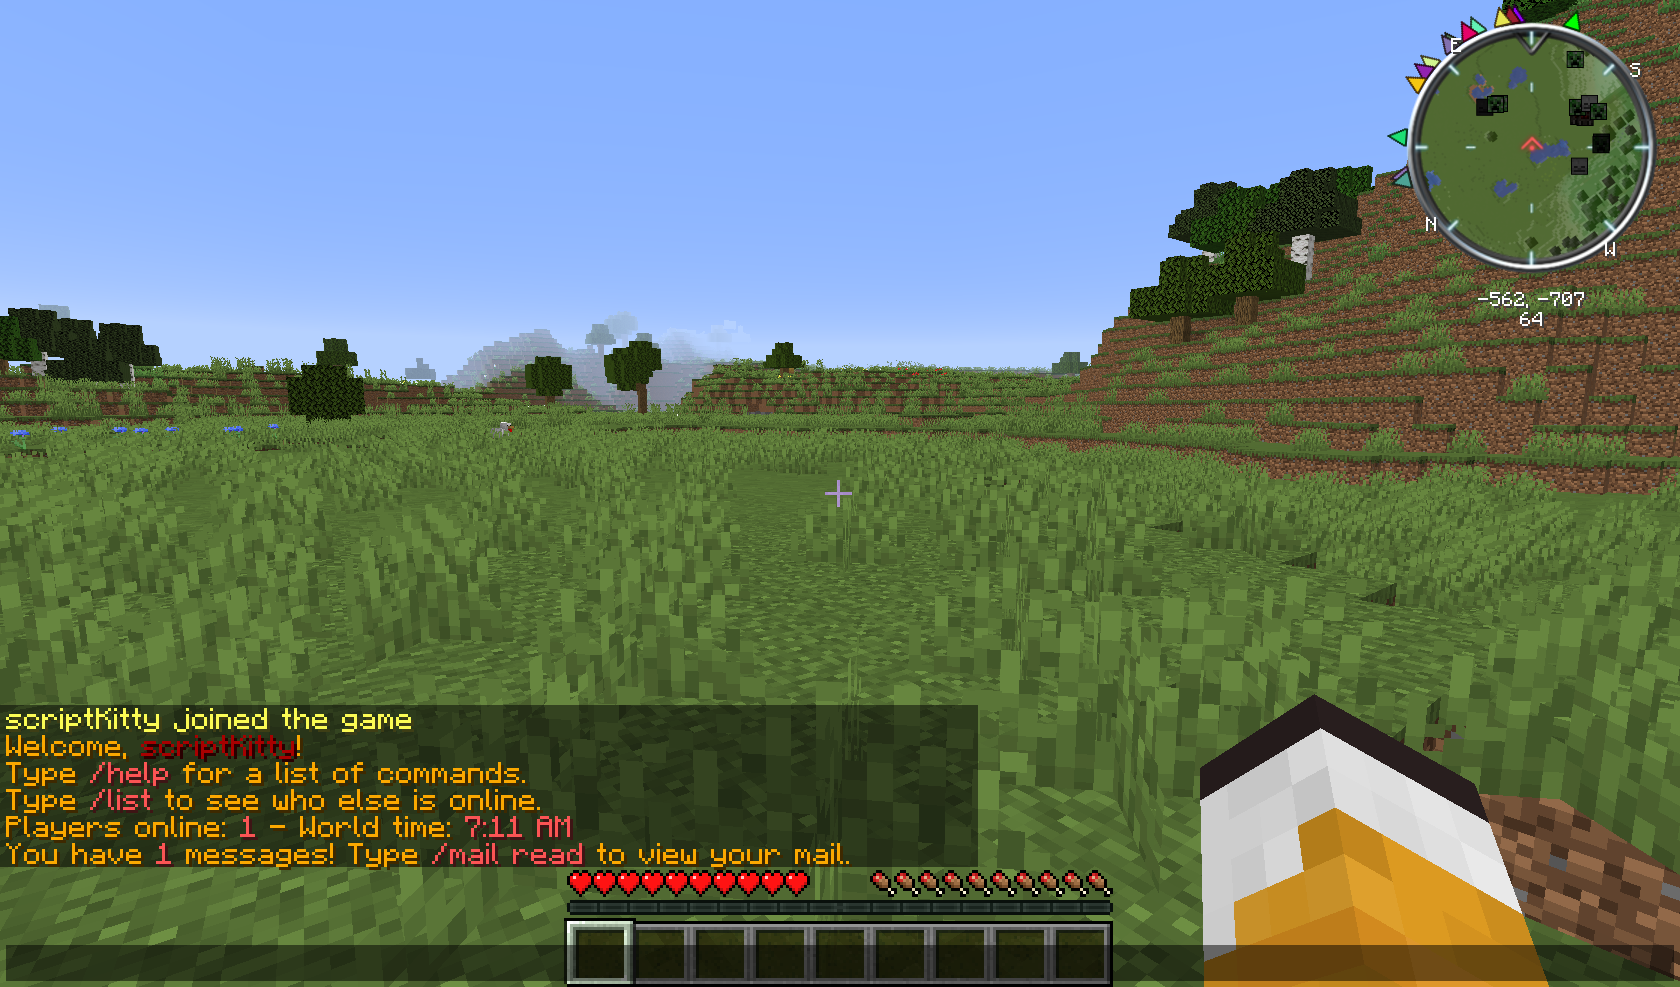 E
S
N
W
-562, -707
64
scriptKitty joined the game
Welcome, scriptKitty!
Type /help for a list of commands.
Type /list to see who else is online.
Players online: 1 - World time: 7:11 AM
You have 1 messages! Type /mail read to view your mail.